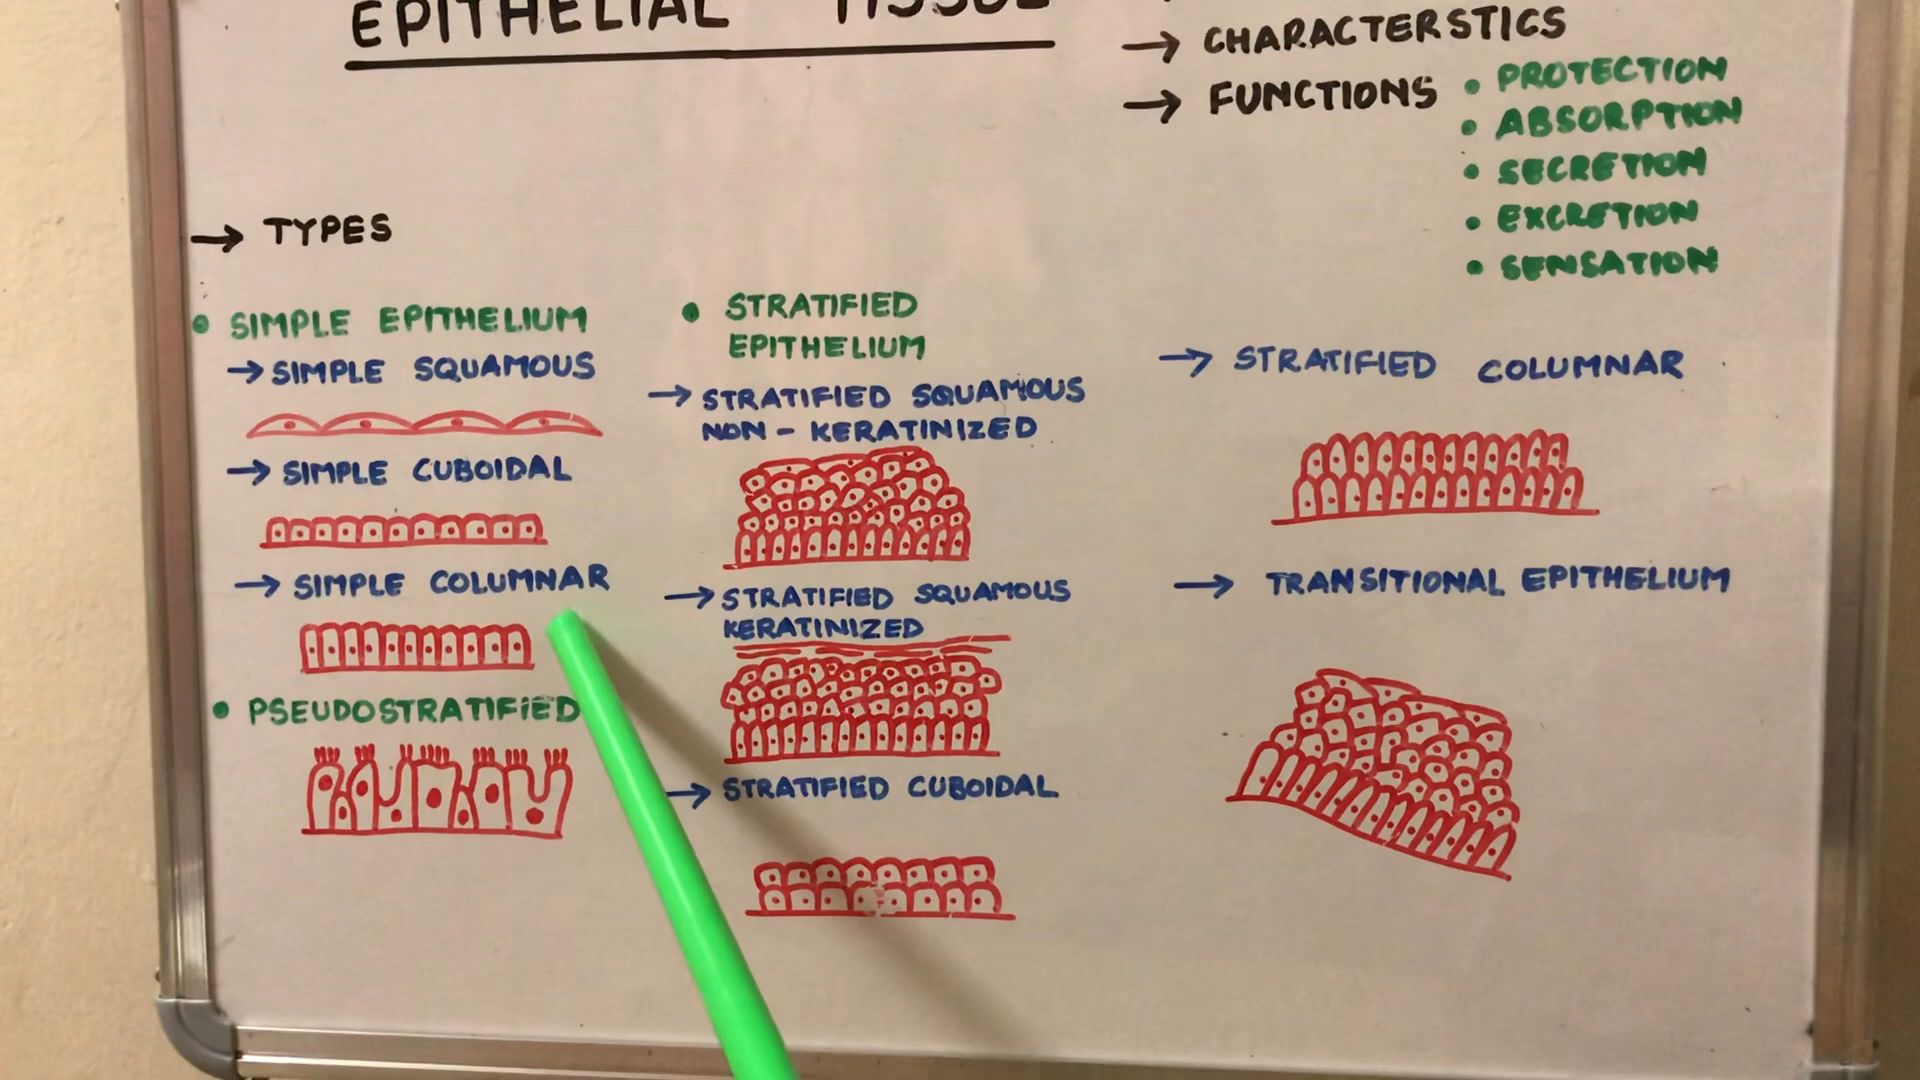 EPITHELIAL TISSUE
→ CHARACTERSTICS
→ FUNCTIONS
• PROTECTION
• ABSORPTION
• SECRETION
• EXCRETION
• SENSATION
→ TYPES
• SIMPLE EPITHELIUM
→ SIMPLE SQUAMOUS
→ SIMPLE CUBOIDAL
→ SIMPLE COLUMNAR
• PSEUDOSTRATIFIED
• STRATIFIED
EPITHELIUM
→ STRATIFIED SQUAMOUS
NON - KERATINIZED
→ STRATIFIED SQUAMOUS
KERATINIZED
→ STRATIFIED CUBOIDAL
→ STRATIFIED COLUMNAR
→ TRANSITIONAL EPITHELIUM